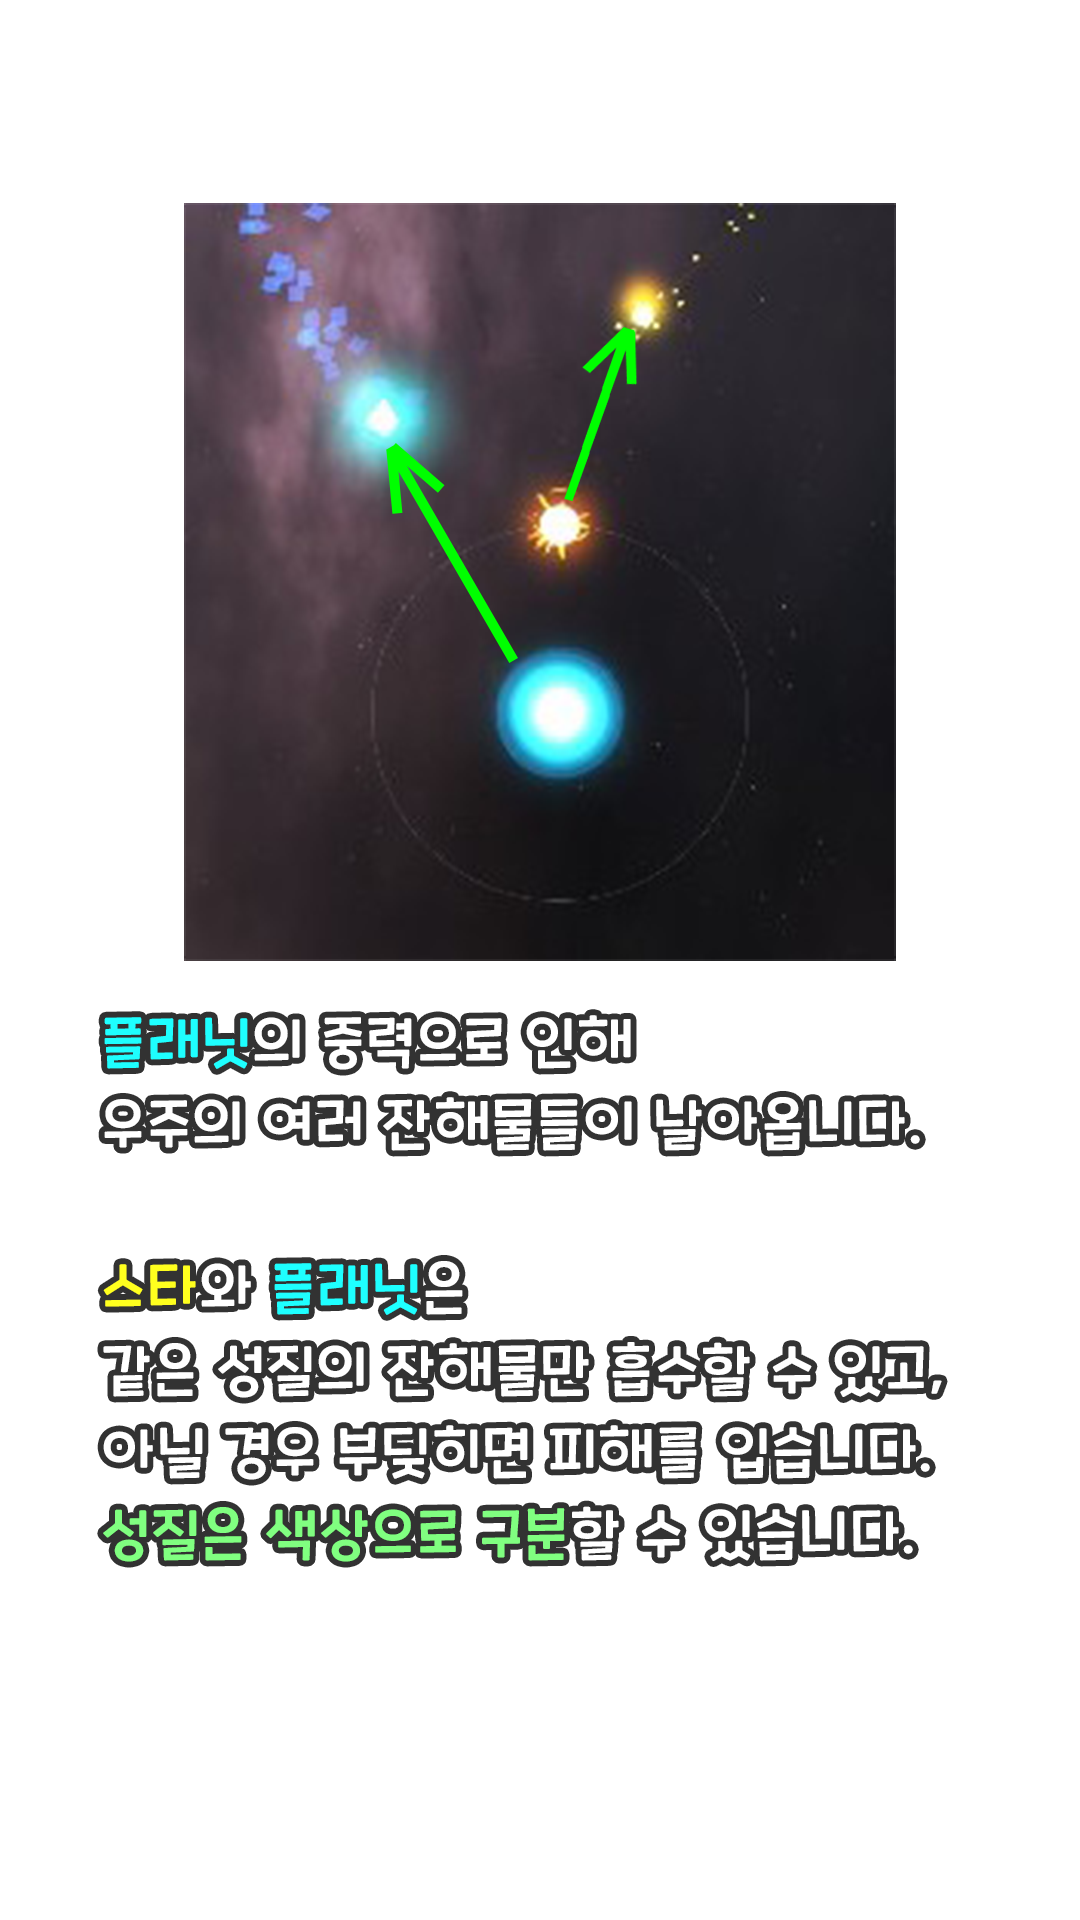 플래닛의 중력으로 인해
우주의 여러 잔해물들이 날아옵니다.
스타와 플래닛은
같은 성질의 잔해물만 흡수할 수 있고,
아닐 경우 부딪히면 피해를 입습니다.
성질은 색상으로 구분할 수 있습니다.